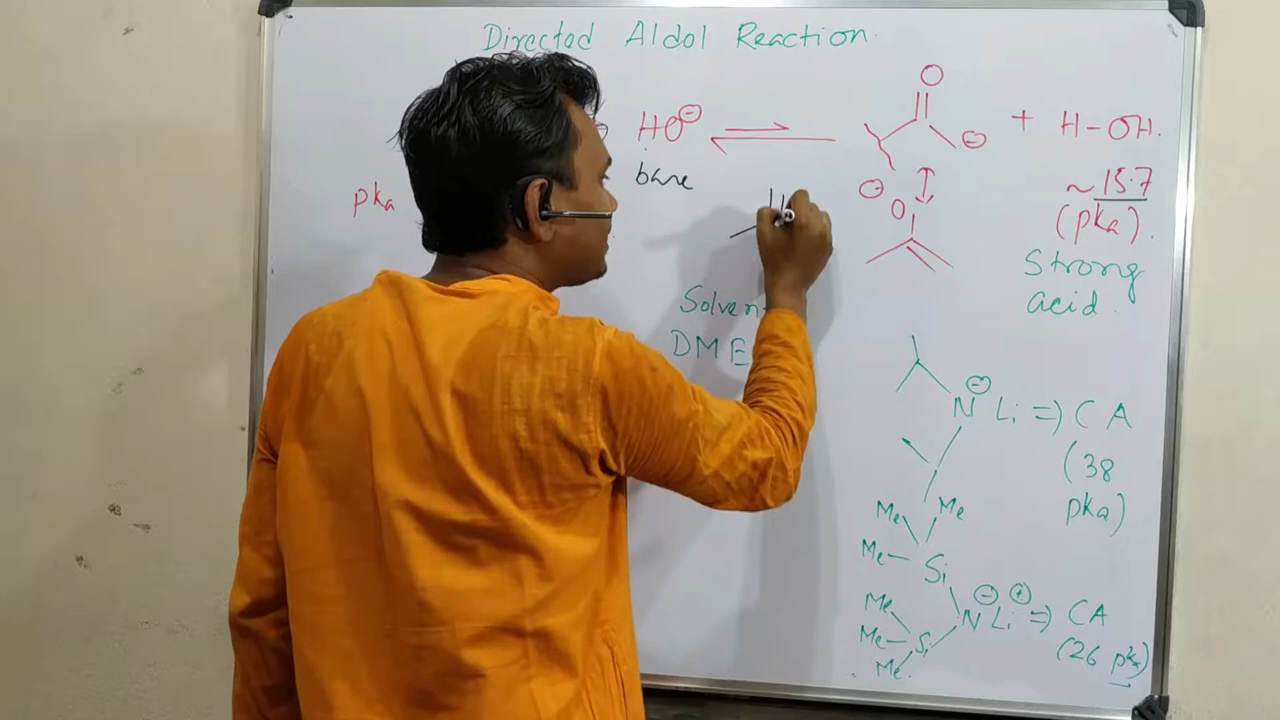 Directed Aldol Reaction
O
HO⊖ ⇌ ⊖ + H-OH.
base
pka
⊖
O
~15.7
(pka).
Strong
acid.
Solvent
DME
⊖
N Li ⇒ CA
(38
pka)
Me Me
Me
Si
⊖ ⊕
Me N Li ⇒ CA
Me Si
Me.
(26 pka)